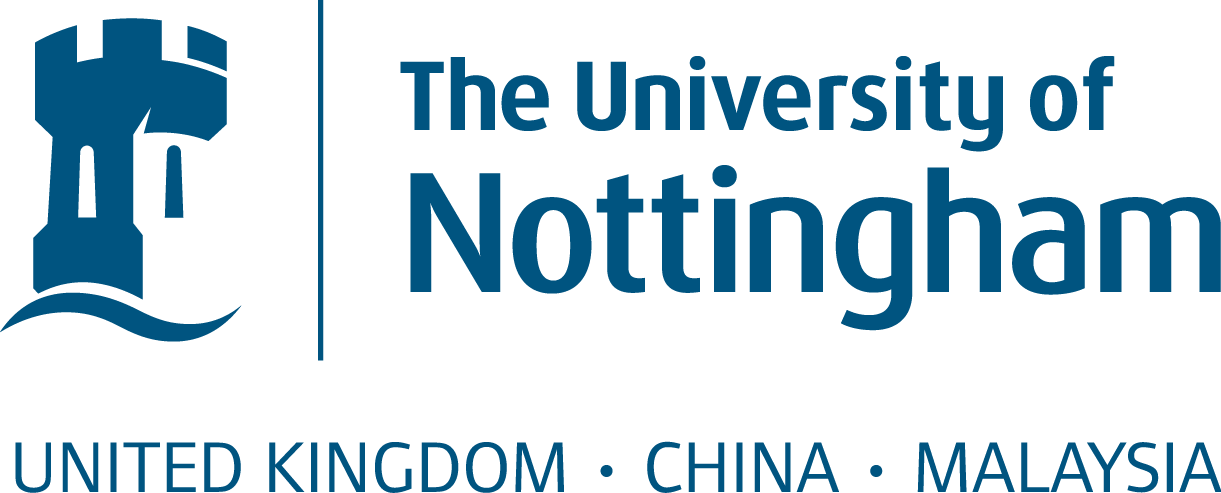 The University of
Nottingham
UNITED KINGDOM · CHINA · MALAYSIA